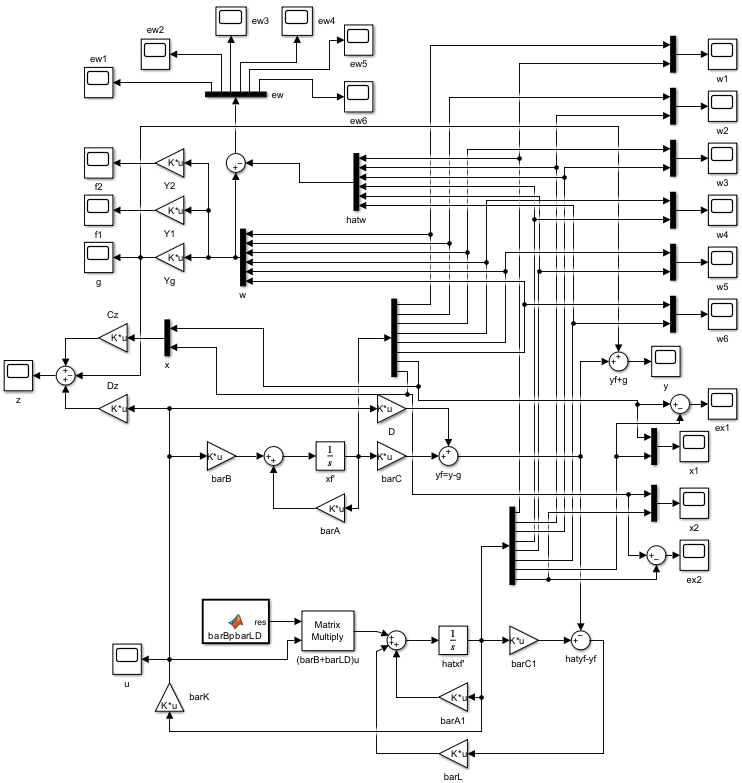 ew3
ew4
ew2
ew1
ew5
ew6
ew
w1
w2
w3
w4
w5
w6
f2
K*u
Y2
f1
K*u
Y1
g
K*u
Yg
+
−
+
hatw
w
Cz
K*u
x
z
+
−
+
Dz
K*u
K*u
D
+
+
yf+g
y
+
−
ex1
x1
K*u
barB
+
+
1
s
xf'
K*u
barC
+
+
yf=y-g
K*u
barA
x2
+
−
ex2
barBpbarLD
res
Matrix
Multiply
(barB+barLD)u
+
+
+
1
s
hatxf'
K*u
barC1
−
+
hatyf-yf
u
K*u
barK
K*u
barA1
K*u
barL